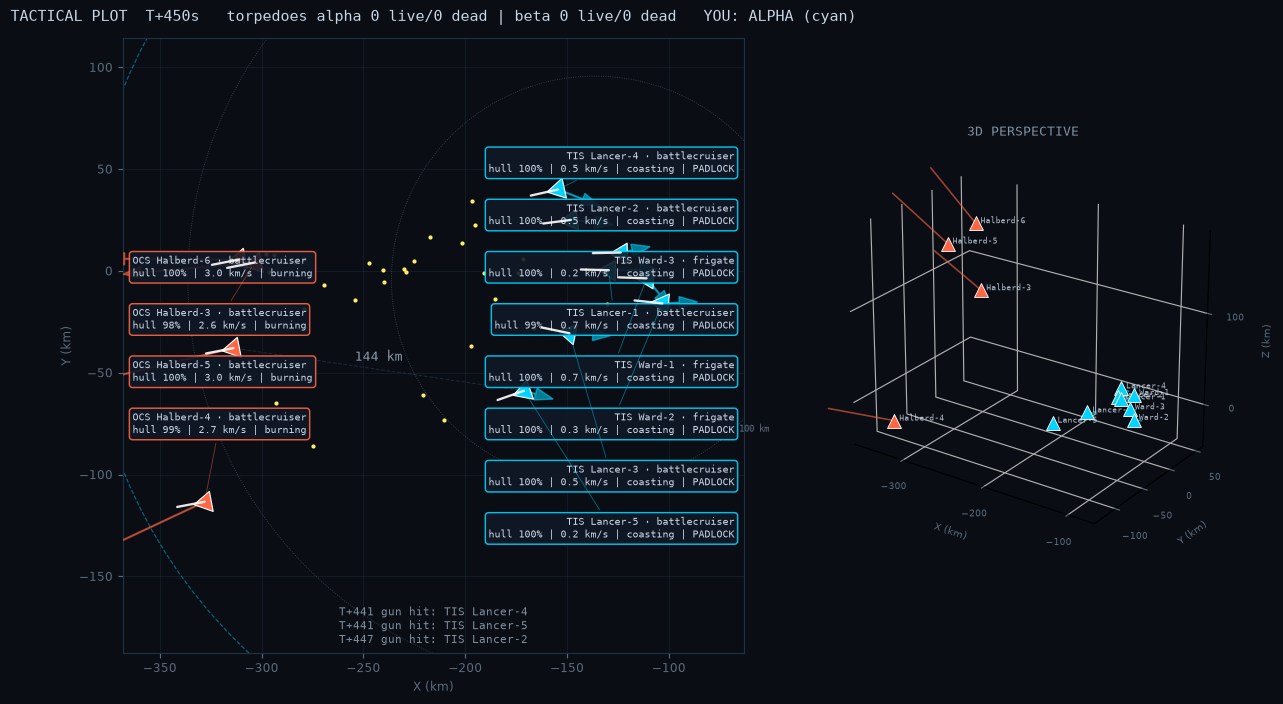 TACTICAL PLOT  T+450s   torpedoes alpha 0 live/0 dead | beta 0 live/0 dead   YOU: ALPHA (cyan)
100
50
0
−50
−100
−150
Y (km)
−350
−300
−250
−200
−150
−100
X (km)
OCS Halberd-6 · battlecruiser
hull 100% | 3.0 km/s | burning
OCS Halberd-3 · battlecruiser
hull 98% | 2.6 km/s | burning
OCS Halberd-5 · battlecruiser
hull 100% | 3.0 km/s | burning
OCS Halberd-4 · battlecruiser
hull 99% | 2.7 km/s | burning
144 km
TIS Lancer-4 · battlecruiser
hull 100% | 0.5 km/s | coasting | PADLOCK
TIS Lancer-2 · battlecruiser
hull 100% | 0.5 km/s | coasting | PADLOCK
TIS Ward-3 · frigate
hull 100% | 0.2 km/s | coasting | PADLOCK
TIS Lancer-1 · battlecruiser
hull 99% | 0.7 km/s | coasting | PADLOCK
TIS Ward-1 · frigate
hull 100% | 0.7 km/s | coasting | PADLOCK
TIS Ward-2 · frigate
hull 100% | 0.3 km/s | coasting | PADLOCK
TIS Lancer-3 · battlecruiser
hull 100% | 0.5 km/s | coasting | PADLOCK
TIS Lancer-5 · battlecruiser
hull 100% | 0.2 km/s | coasting | PADLOCK
100 km
T+441 gun hit: TIS Lancer-4
T+441 gun hit: TIS Lancer-5
T+447 gun hit: TIS Lancer-2
3D PERSPECTIVE
Halberd-6
Halberd-5
Halberd-3
Halberd-4
Lancer-4
Ward-3
Ward-2
100
0
Z (km)
50
0
−50
−100
Y (km)
−300
−200
−100
X (km)